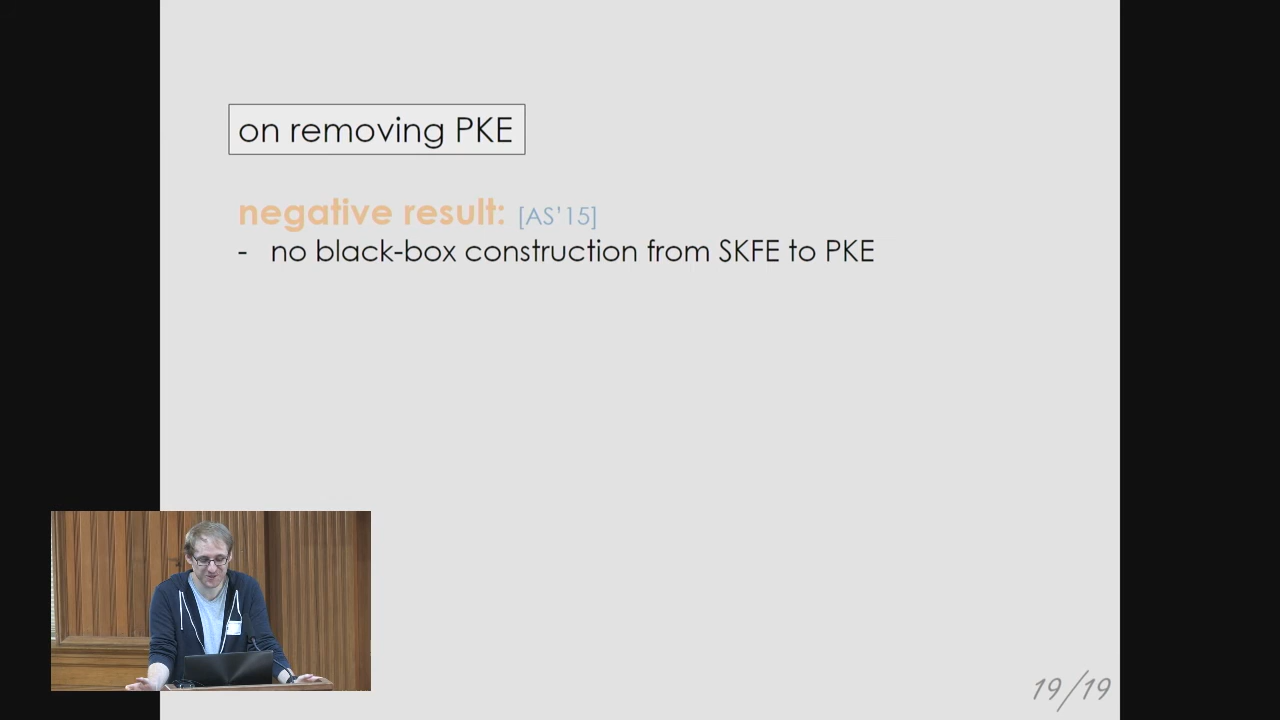 on removing PKE
negative result: [AS'15]
- no black-box construction from SKFE to PKE
19/19